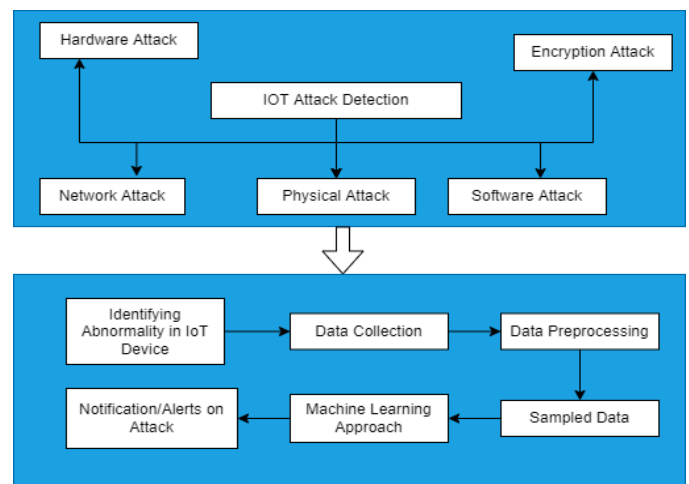 Hardware Attack
Encryption Attack
IOT Attack Detection
Network Attack
Physical Attack
Software Attack
Identifying
Abnormality in IoT
Device
Data Collection
Data Preprocessing
Notification/Alerts on
Attack
Machine Learning
Approach
Sampled Data